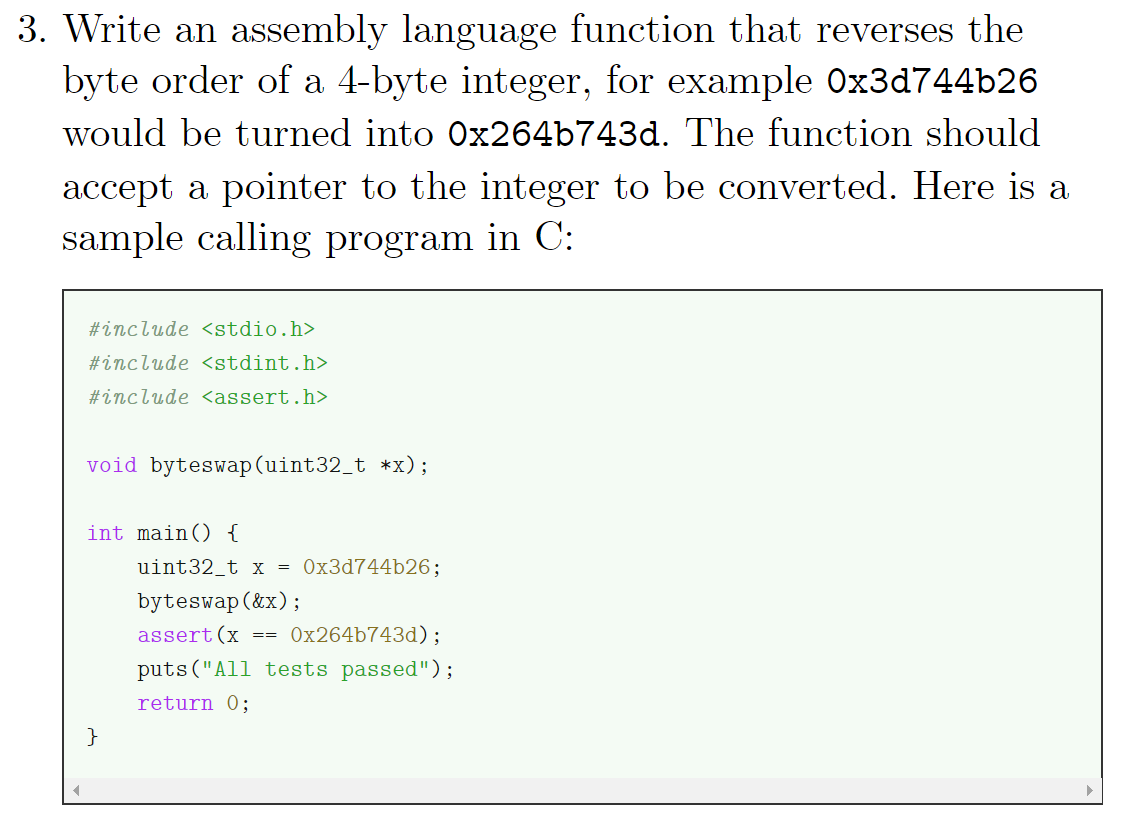 3. Write an assembly language function that reverses the
byte order of a 4-byte integer, for example 0x3d744b26
would be turned into 0x264b743d. The function should
accept a pointer to the integer to be converted. Here is a
sample calling program in C:
#include <stdio.h>
#include <stdint.h>
#include <assert.h>
void byteswap(uint32_t *x);
int main() {
    uint32_t x = 0x3d744b26;
    byteswap(&x);
    assert(x == 0x264b743d);
    puts("All tests passed");
    return 0;
}